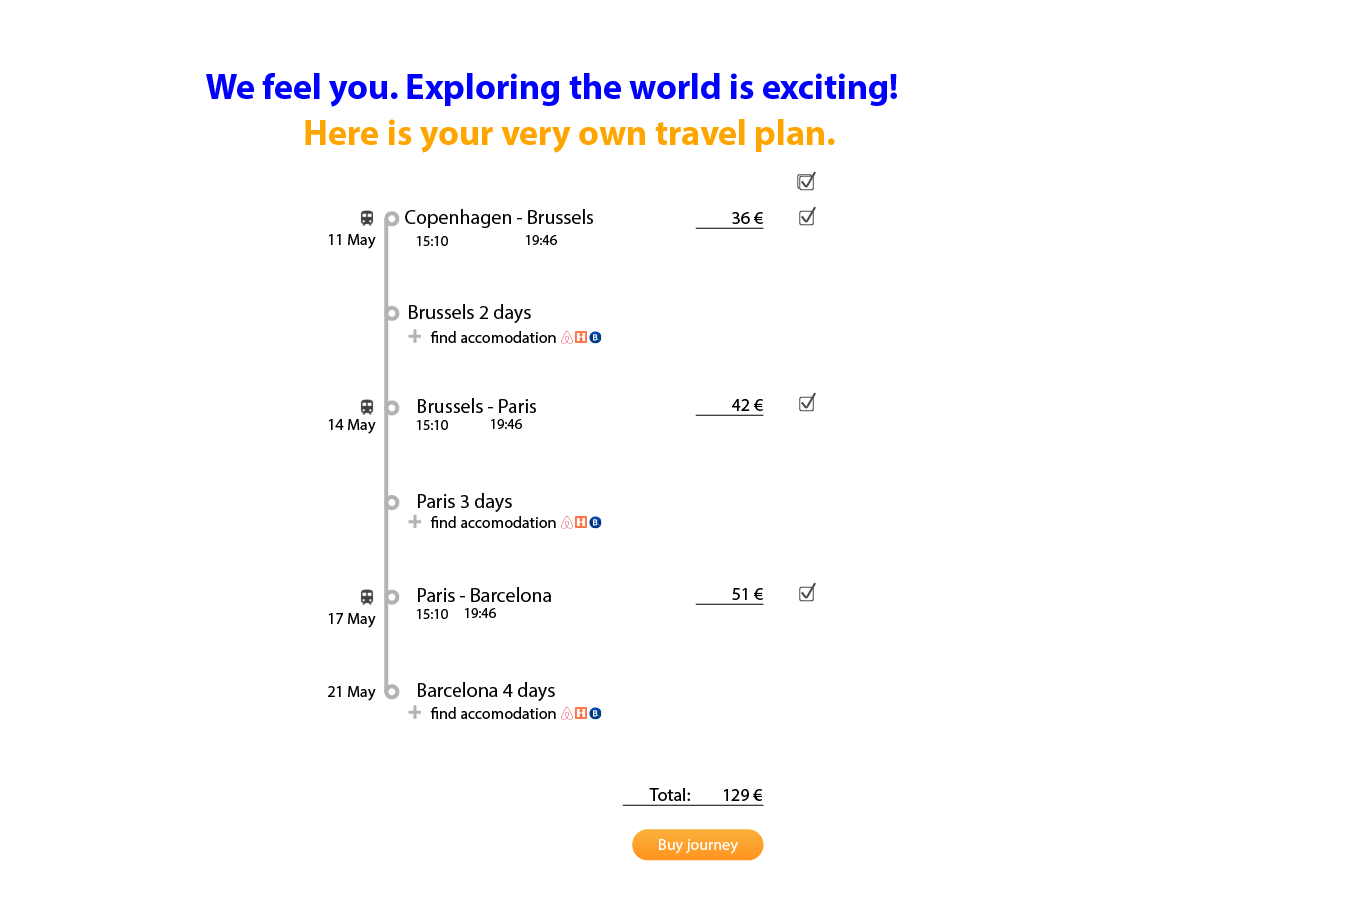 We feel you. Exploring the world is exciting!
Here is your very own travel plan.
Copenhagen - Brussels 36 €
11 May 15:10 19:46
Brussels 2 days
find accomodation H B
Brussels - Paris 42 €
14 May 15:10 19:46
Paris 3 days
find accomodation H B
Paris - Barcelona 51 €
17 May 15:10 19:46
21 May Barcelona 4 days
find accomodation H B
Total: 129 €
Buy journey